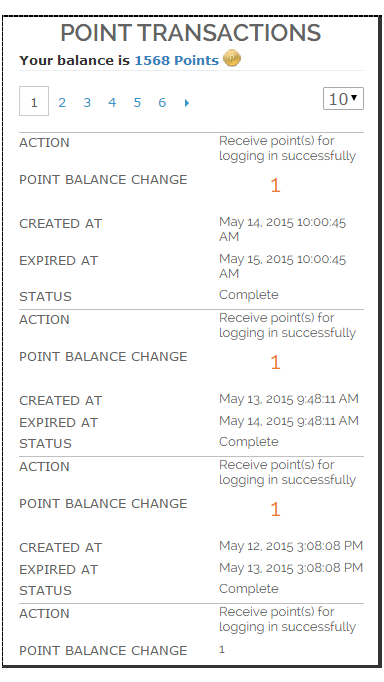 POINT TRANSACTIONS
Your balance is 1568 Points
1 2 3 4 5 6
10
ACTION Receive point(s) for
logging in successfully
POINT BALANCE CHANGE 1
CREATED AT May 14, 2015 10:00:45
AM
EXPIRED AT May 15, 2015 10:00:45
AM
STATUS Complete
ACTION Receive point(s) for
logging in successfully
POINT BALANCE CHANGE 1
CREATED AT May 13, 2015 9:48:11 AM
EXPIRED AT May 14, 2015 9:48:11 AM
STATUS Complete
ACTION Receive point(s) for
logging in successfully
POINT BALANCE CHANGE 1
CREATED AT May 12, 2015 3:08:08 PM
EXPIRED AT May 13, 2015 3:08:08 PM
STATUS Complete
ACTION Receive point(s) for
logging in successfully
POINT BALANCE CHANGE 1